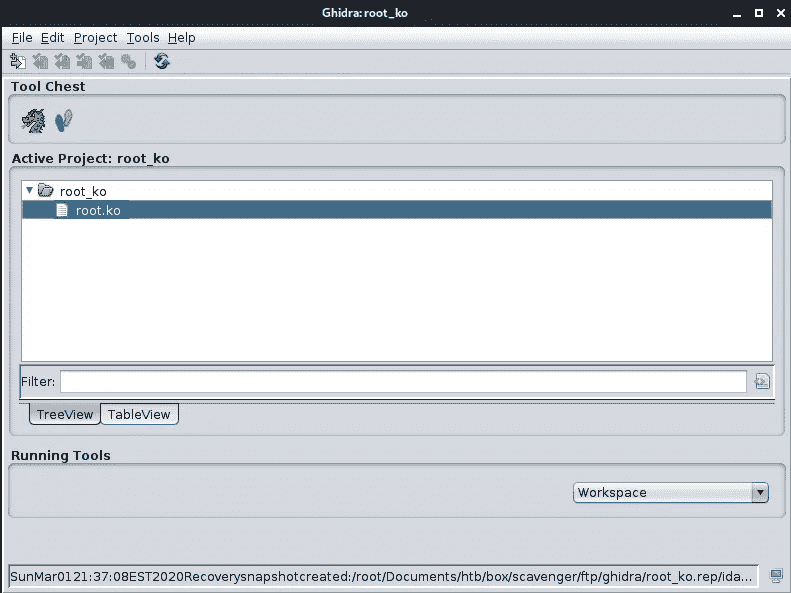 Ghidra: root_ko
File Edit Project Tools Help
Tool Chest
Active Project: root_ko
root_ko
root.ko
Filter:
TreeView TableView
Running Tools
Workspace
SunMar0121:37:08EST2020Recoverysnapshotcreated:/root/Documents/htb/box/scavenger/ftp/ghidra/root_ko.rep/ida...